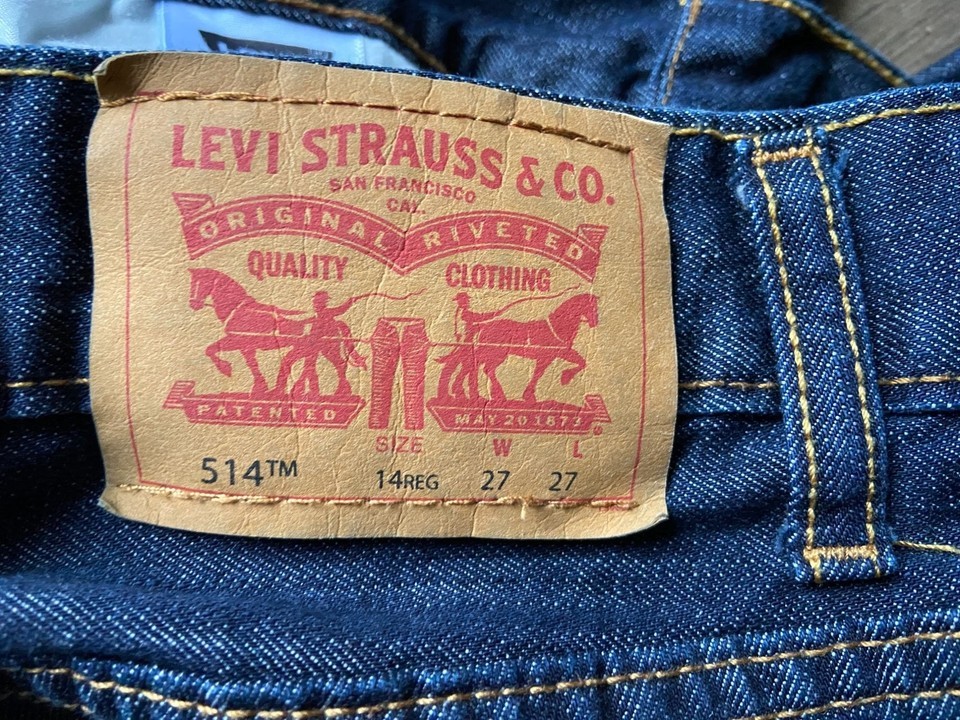 LEVI STRAUSS & CO.
SAN FRANCISCO
CAL.
ORIGINAL RIVETED
QUALITY CLOTHING
PATENTED MAY 20 1873
SIZE W L
514™ 14REG 27 27